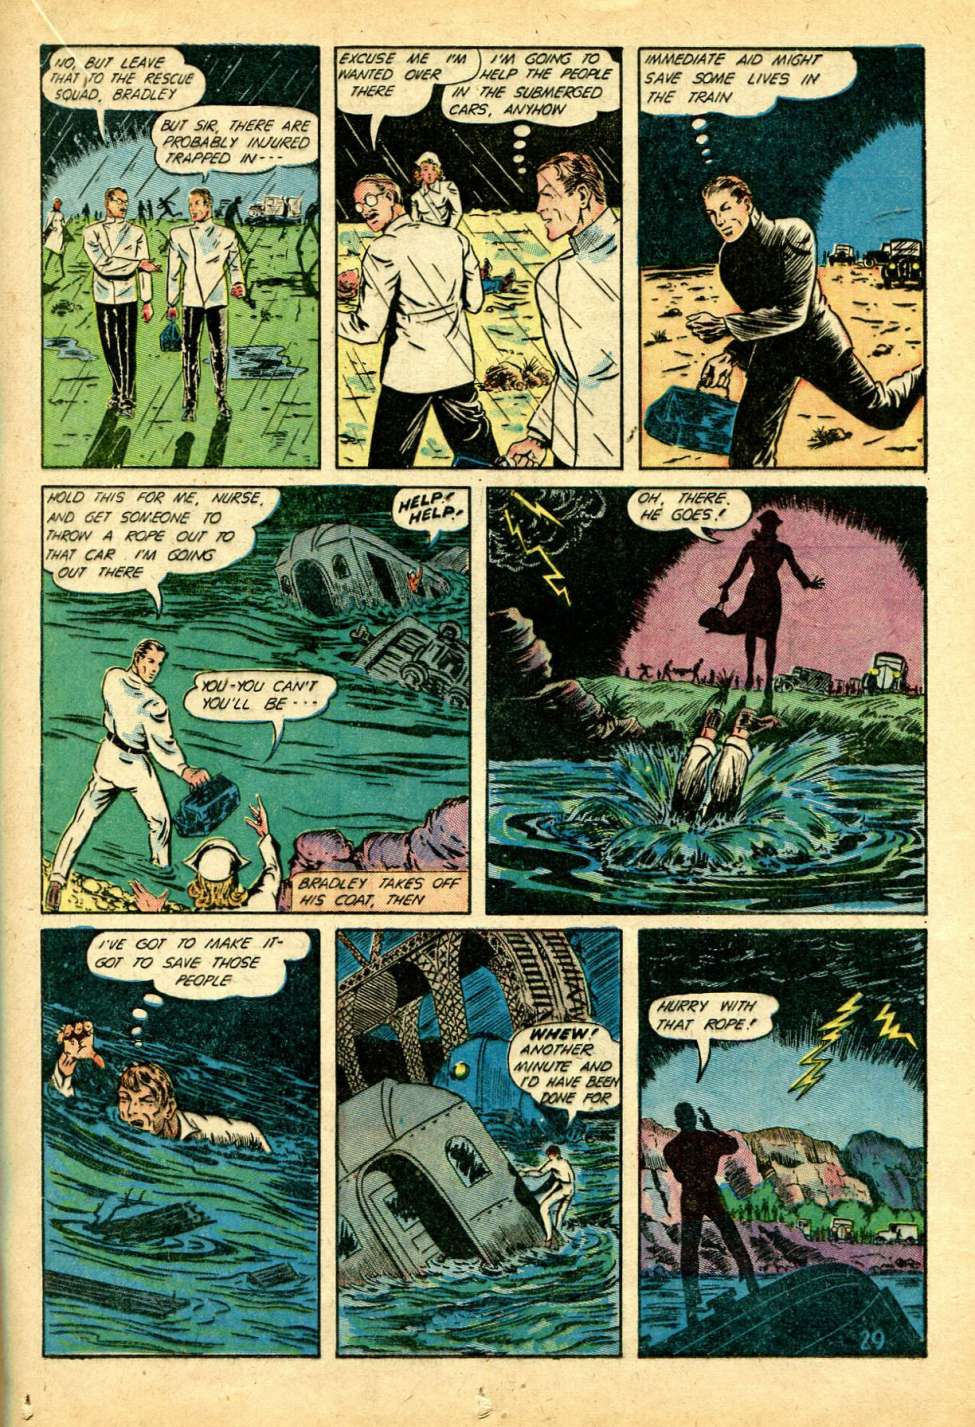 NO, BUT LEAVE
THAT TO THE RESCUE
SQUAD, BRADLEY
BUT SIR, THERE ARE
PROBABLY INJURED
TRAPPED IN---
EXCUSE ME I'M
WANTED OVER
THERE
I'M GOING TO
HELP THE PEOPLE
IN THE SUBMERGED
CARS, ANYHOW
IMMEDIATE AID MIGHT
SAVE SOME LIVES IN
THE TRAIN
HOLD THIS FOR ME, NURSE,
AND GET SOMEONE TO
THROW A ROPE OUT TO
THAT CAR. I'M GOING
OUT THERE
HELP!
HELP!
YOU-YOU CAN'T
YOU'LL BE ---
BRADLEY TAKES OFF
HIS COAT, THEN
OH, THERE.
HE GOES!
I'VE GOT TO MAKE IT-
GOT TO SAVE THOSE
PEOPLE
WHEW!
ANOTHER
MINUTE AND
I'D HAVE BEEN
DONE FOR
HURRY WITH
THAT ROPE!
29